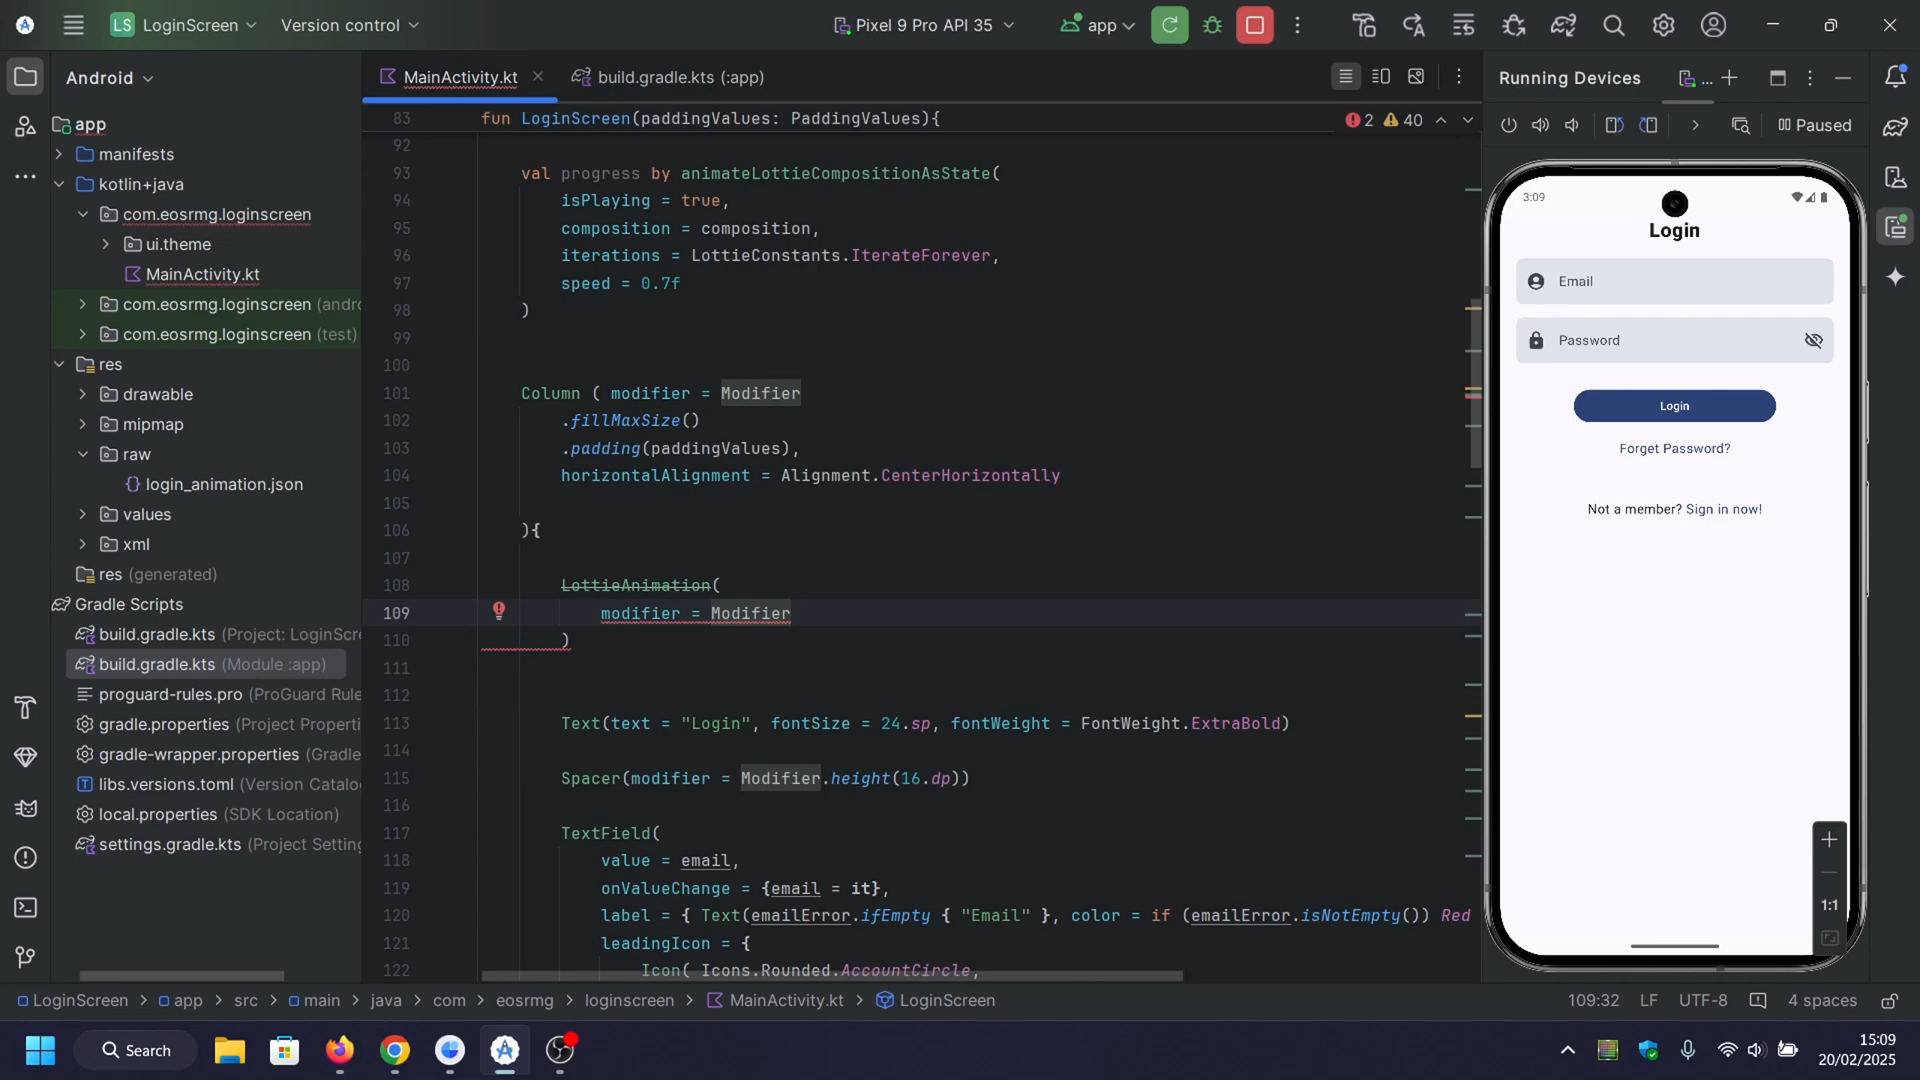 LS LoginScreen Version control Pixel 9 Pro API 35 app
Android
MainActivity.kt build.gradle.kts (:app) Running Devices ...
app
manifests
kotlin+java
com.eosrmg.loginscreen
ui.theme
MainActivity.kt
com.eosrmg.loginscreen (andro
com.eosrmg.loginscreen (test)
res
drawable
mipmap
raw
{} login_animation.json
values
xml
res (generated)
Gradle Scripts
build.gradle.kts (Project: LoginScre
build.gradle.kts (Module :app)
proguard-rules.pro (ProGuard Rule
gradle.properties (Project Properti
gradle-wrapper.properties (Gradle
libs.versions.toml (Version Catalo
local.properties (SDK Location)
settings.gradle.kts (Project Setting
83 fun LoginScreen(paddingValues: PaddingValues){ 2 40
92
93 val progress by animateLottieCompositionAsState(
94 isPlaying = true,
95 composition = composition,
96 iterations = LottieConstants.IterateForever,
97 speed = 0.7f
98 )
99
100
101 Column ( modifier = Modifier
102 .fillMaxSize()
103 .padding(paddingValues),
104 horizontalAlignment = Alignment.CenterHorizontally
105
106 ){
107
108 LottieAnimation(
109 modifier = Modifier
110 )
111
112
113 Text(text = "Login", fontSize = 24.sp, fontWeight = FontWeight.ExtraBold)
114
115 Spacer(modifier = Modifier.height(16.dp))
116
117 TextField(
118 value = email,
119 onValueChange = {email = it},
120 label = { Text(emailError.ifEmpty { "Email" }, color = if (emailError.isNotEmpty()) Red
121 leadingIcon = {
122 Icon( Icons.Rounded.AccountCircle,
Paused
3:09
Login
Email
Password
Login
Forget Password?
Not a member? Sign in now!
1:1
LoginScreen > app > src > main > java > com > eosrmg > loginscreen > MainActivity.kt > LoginScreen 109:32 LF UTF-8 4 spaces
Search
15:09
20/02/2025